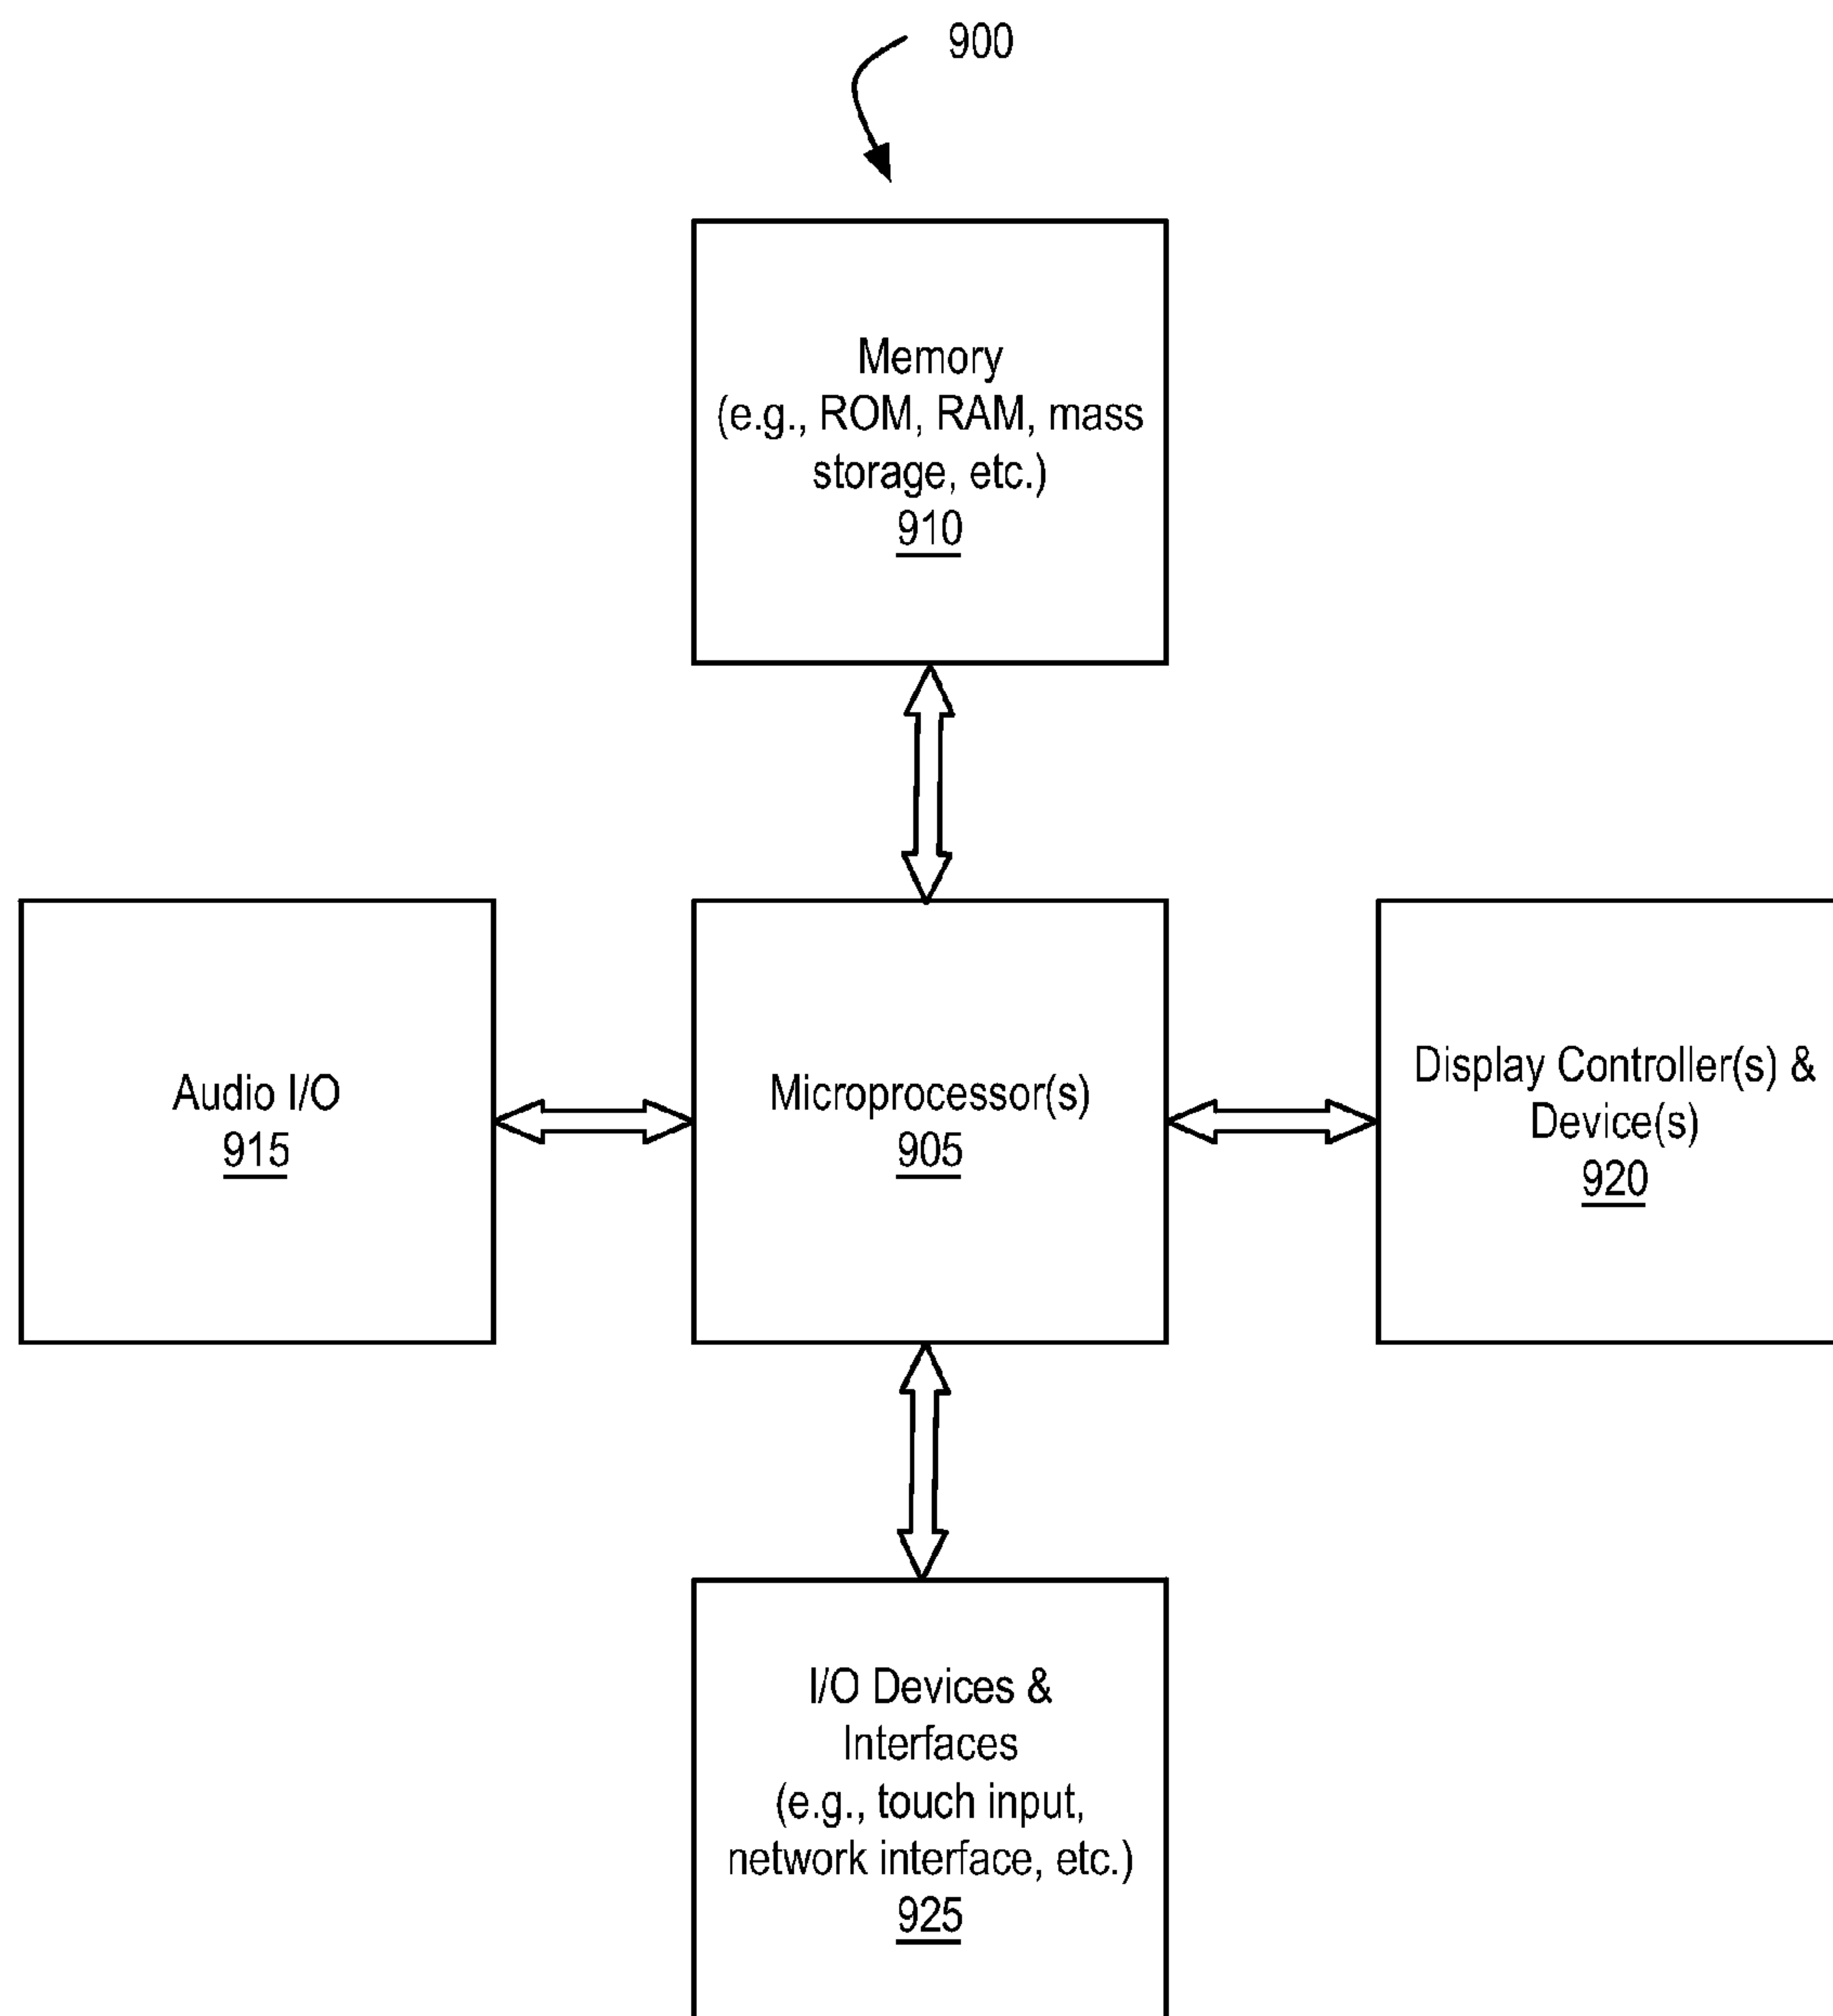 900
Memory
(e.g., ROM, RAM, mass
storage, etc.)
910
Audio I/O
915
Microprocessor(s)
905
Display Controller(s) &
Device(s)
920
I/O Devices &
Interfaces
(e.g., touch input,
network interface, etc.)
925